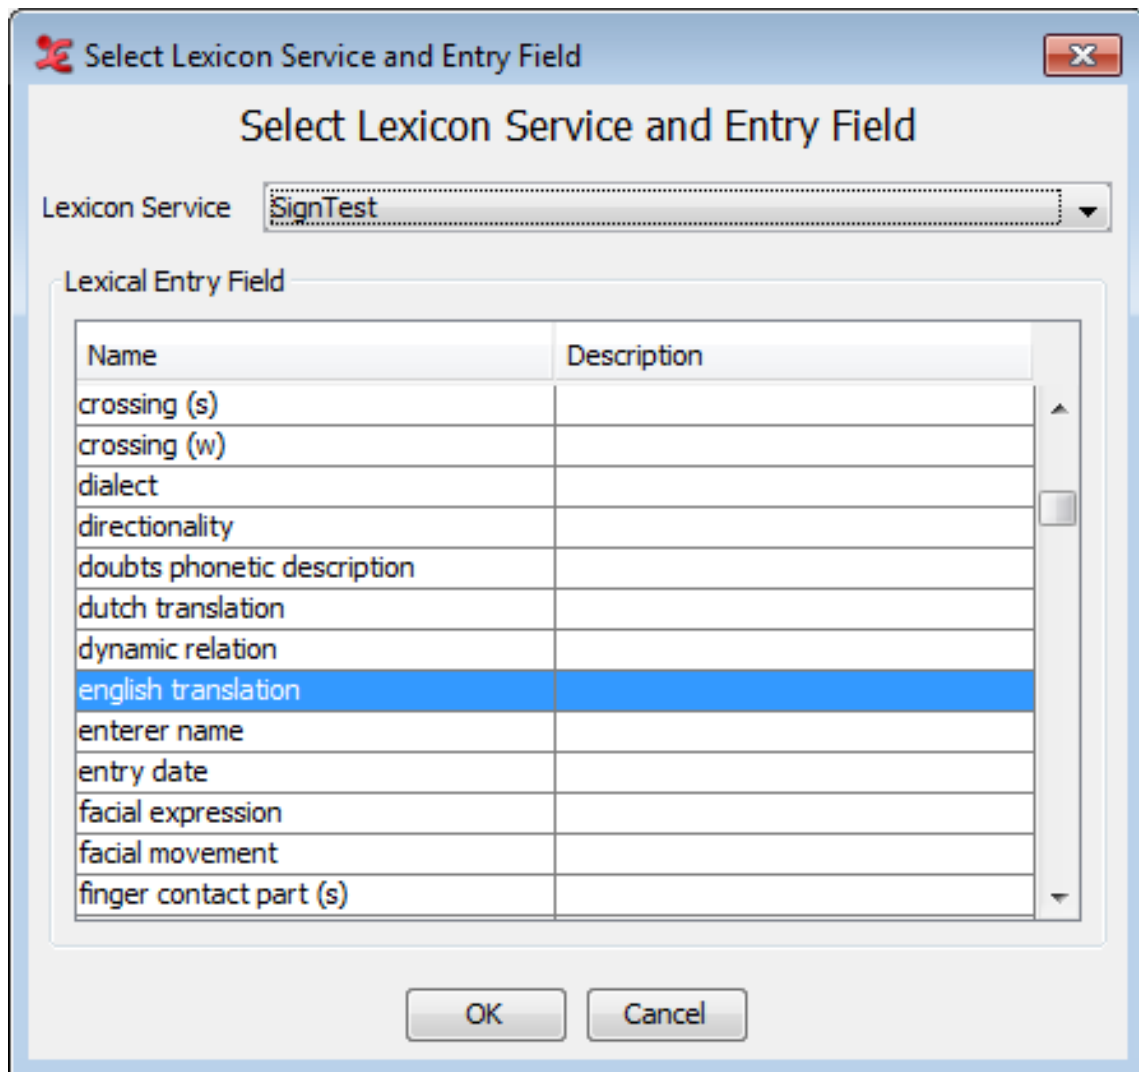 Select Lexicon Service and Entry Field
Select Lexicon Service and Entry Field
Lexicon Service SignTest
Lexical Entry Field
Name Description
crossing (s)
crossing (w)
dialect
directionality
doubts phonetic description
dutch translation
dynamic relation
english translation
enterer name
entry date
facial expression
facial movement
finger contact part (s)
OK Cancel